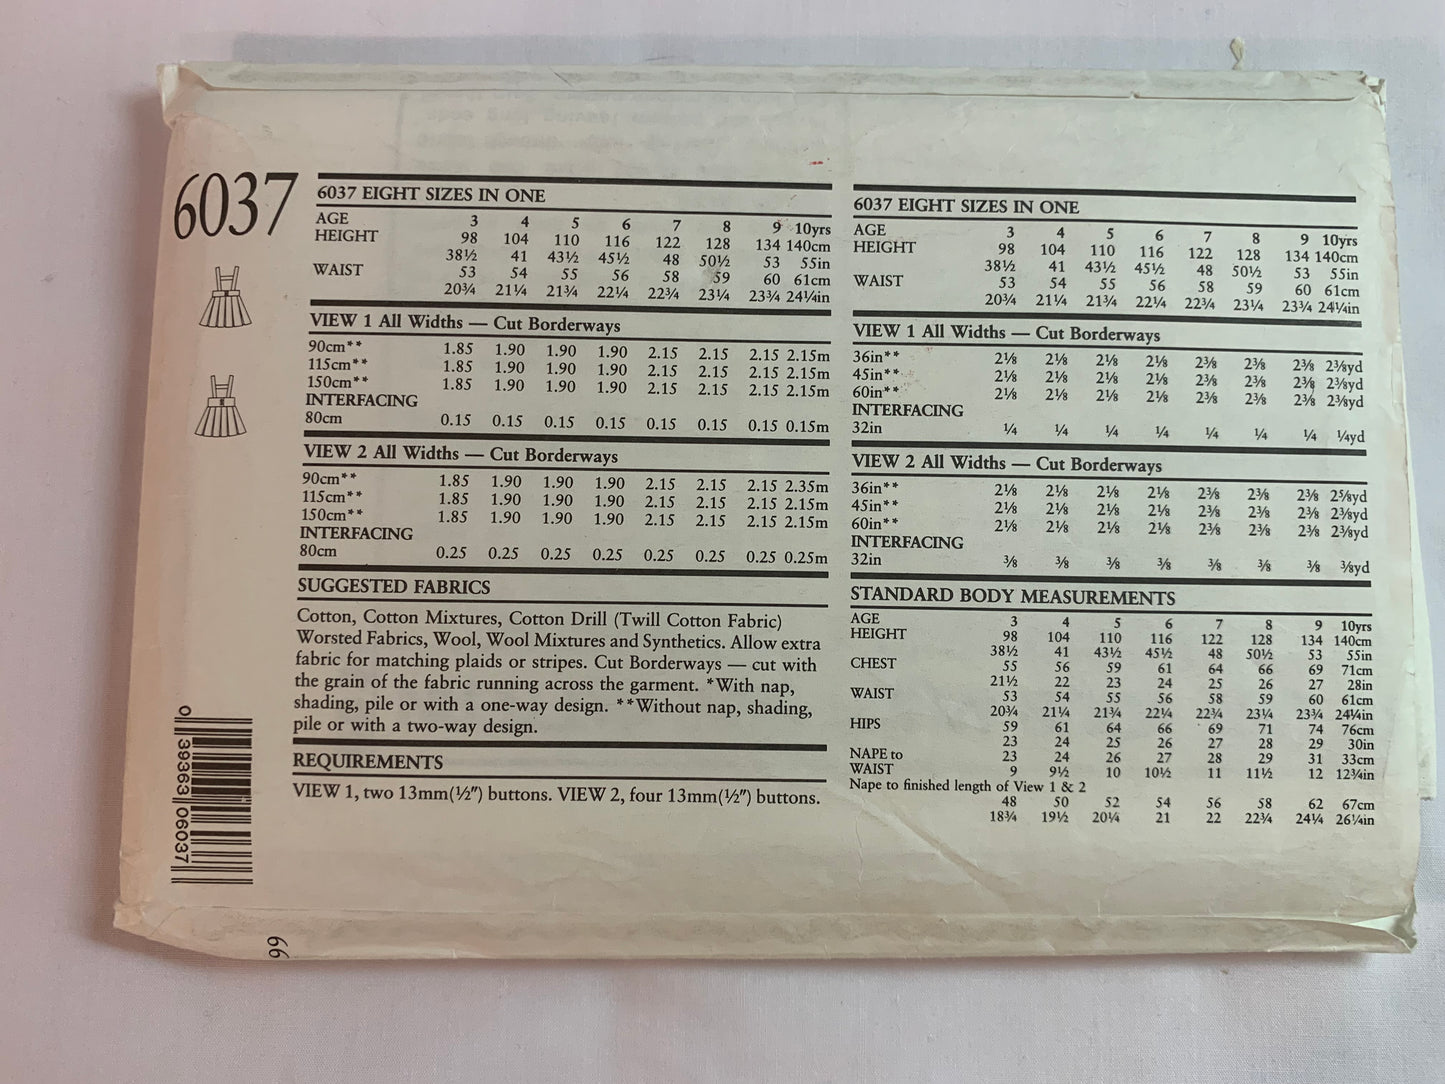 6037
6037 EIGHT SIZES IN ONE
AGE 3 4 5 6 7 8 9 10yrs
HEIGHT 98 104 110 116 122 128 134 140cm
38½ 41 43½ 45½ 48 50½ 53 55in
WAIST 53 54 55 56 58 59 60 61cm
20¾ 21¼ 21¾ 22¼ 22¾ 23¼ 23¾ 24¼in
VIEW 1 All Widths — Cut Borderways
90cm** 1.85 1.90 1.90 1.90 2.15 2.15 2.15 2.15m
115cm** 1.85 1.90 1.90 1.90 2.15 2.15 2.15 2.15m
150cm** 1.85 1.90 1.90 1.90 2.15 2.15 2.15 2.15m
INTERFACING
80cm 0.15 0.15 0.15 0.15 0.15 0.15 0.15 0.15m
VIEW 2 All Widths — Cut Borderways
90cm** 1.85 1.90 1.90 1.90 2.15 2.15 2.15 2.35m
115cm** 1.85 1.90 1.90 1.90 2.15 2.15 2.15 2.15m
150cm** 1.85 1.90 1.90 1.90 2.15 2.15 2.15 2.15m
INTERFACING
80cm 0.25 0.25 0.25 0.25 0.25 0.25 0.25 0.25m
SUGGESTED FABRICS
Cotton, Cotton Mixtures, Cotton Drill (Twill Cotton Fabric)
Worsted Fabrics, Wool, Wool Mixtures and Synthetics. Allow extra
fabric for matching plaids or stripes. Cut Borderways — cut with
the grain of the fabric running across the garment. *With nap,
shading, pile or with a one-way design. **Without nap, shading,
pile or with a two-way design.
REQUIREMENTS
VIEW 1, two 13mm(½″) buttons. VIEW 2, four 13mm(½″) buttons.
6037 EIGHT SIZES IN ONE
AGE 3 4 5 6 7 8 9 10yrs
HEIGHT 98 104 110 116 122 128 134 140cm
38½ 41 43½ 45½ 48 50½ 53 55in
WAIST 53 54 55 56 58 59 60 61cm
20¾ 21¼ 21¾ 22¼ 22¾ 23¼ 23¾ 24¼in
VIEW 1 All Widths — Cut Borderways
36in** 2⅛ 2⅛ 2⅛ 2⅛ 2⅜ 2⅜ 2⅜ 2⅜yd
45in** 2⅛ 2⅛ 2⅛ 2⅛ 2⅜ 2⅜ 2⅜ 2⅜yd
60in** 2⅛ 2⅛ 2⅛ 2⅛ 2⅜ 2⅜ 2⅜ 2⅜yd
INTERFACING
32in ¼ ¼ ¼ ¼ ¼ ¼ ¼ ¼yd
VIEW 2 All Widths — Cut Borderways
36in** 2⅛ 2⅛ 2⅛ 2⅛ 2⅜ 2⅜ 2⅜ 2⅝yd
45in** 2⅛ 2⅛ 2⅛ 2⅛ 2⅜ 2⅜ 2⅜ 2⅜yd
60in** 2⅛ 2⅛ 2⅛ 2⅛ 2⅜ 2⅜ 2⅜ 2⅜yd
INTERFACING
32in ⅜ ⅜ ⅜ ⅜ ⅜ ⅜ ⅜ ⅜yd
STANDARD BODY MEASUREMENTS
AGE 3 4 5 6 7 8 9 10yrs
HEIGHT 98 104 110 116 122 128 134 140cm
38½ 41 43½ 45½ 48 50½ 53 55in
CHEST 55 56 59 61 64 66 69 71cm
21½ 22 23 24 25 26 27 28in
WAIST 53 54 55 56 58 59 60 61cm
20¾ 21¼ 21¾ 22¼ 22¾ 23¼ 23¾ 24¼in
HIPS 59 61 64 66 69 71 74 76cm
23 24 25 26 27 28 29 30in
NAPE to 23 24 26 27 28 29 31 33cm
WAIST 9 9½ 10 10½ 11 11½ 12 12¾in
Nape to finished length of View 1 & 2
48 50 52 54 56 58 62 67cm
18¾ 19½ 20¼ 21 22 22¾ 24¼ 26¼in
0 39363 06037
66